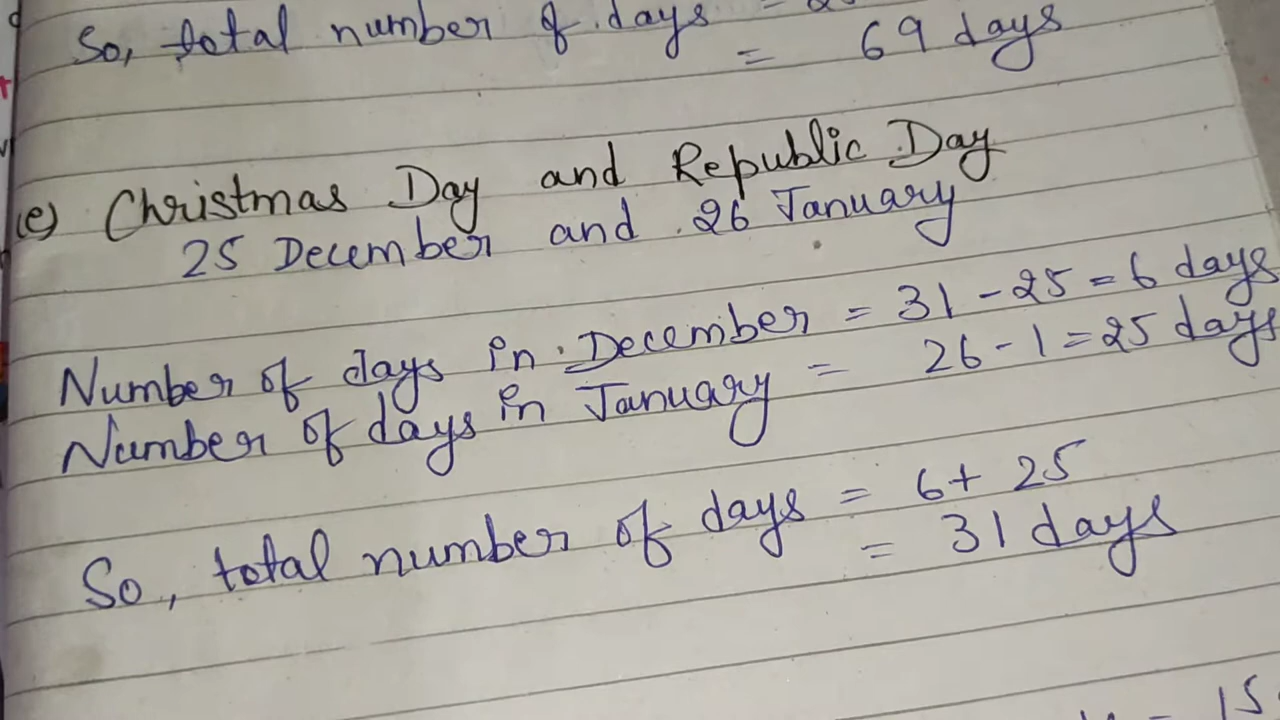 So, total number of days =
= 69 days
(e) Christmas Day and Republic Day
25 December and 26 January
Number of days in December = 31 - 25 = 6 days
Number of days in January = 26 - 1 = 25 days
So, total number of days = 6 + 25
= 31 days
15